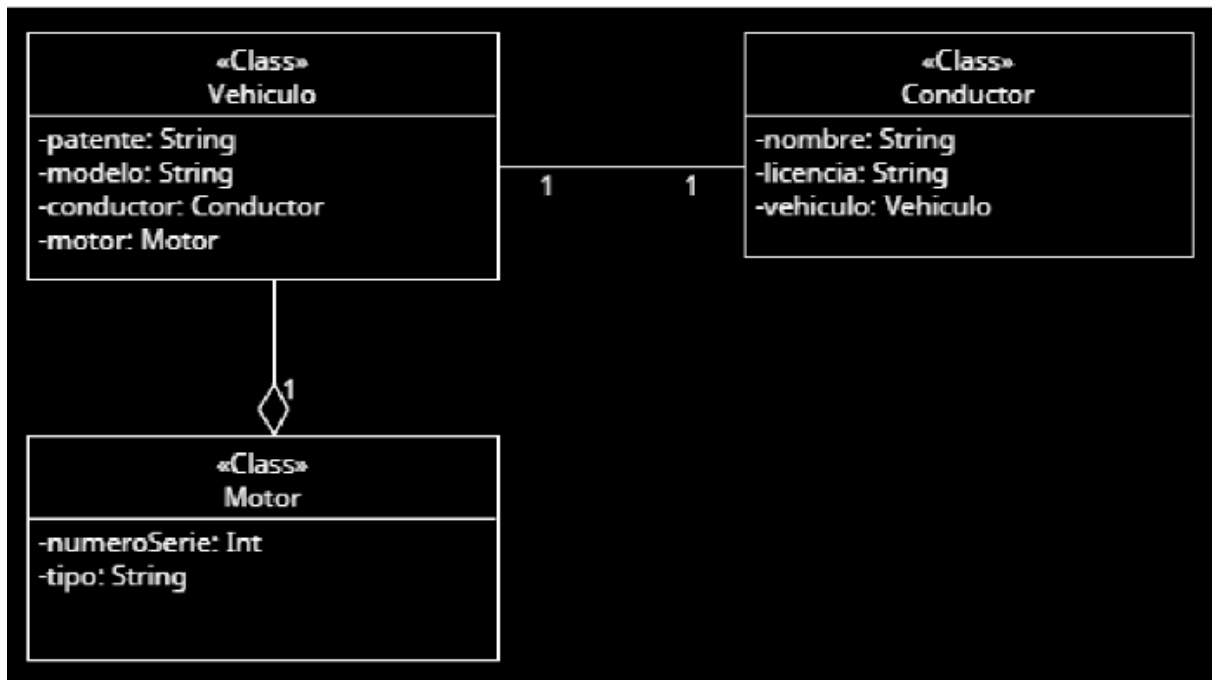 «Class»
Vehiculo
-patente: String
-modelo: String
-conductor: Conductor
-motor: Motor
1
1
«Class»
Conductor
-nombre: String
-licencia: String
-vehiculo: Vehiculo
1
«Class»
Motor
-numeroSerie: Int
-tipo: String